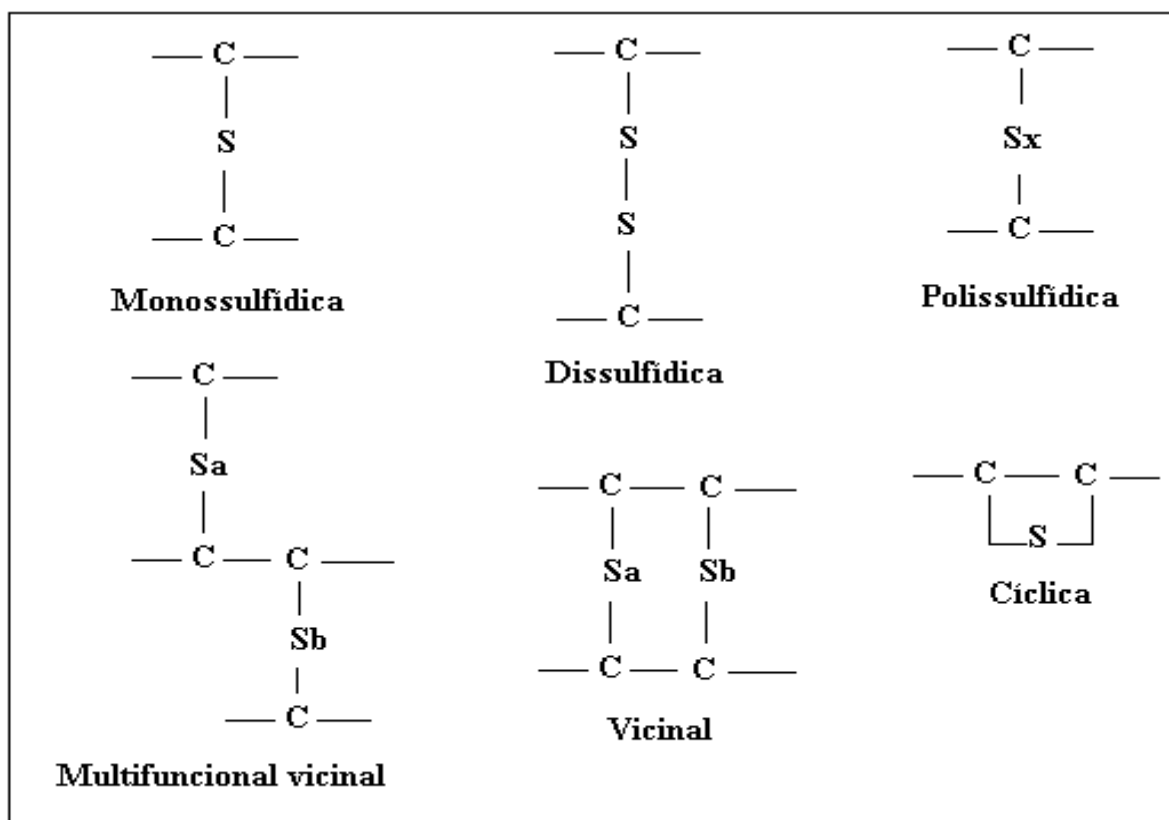 C
S
C
Monossulfídica
C
S
S
C
Dissulfídica
C
Sx
C
Polissulfídica
C
Sa
C C
Sb
C
Multifuncional vicinal
C C
Sa Sb
C C
Vicinal
C C
S
Cíclica